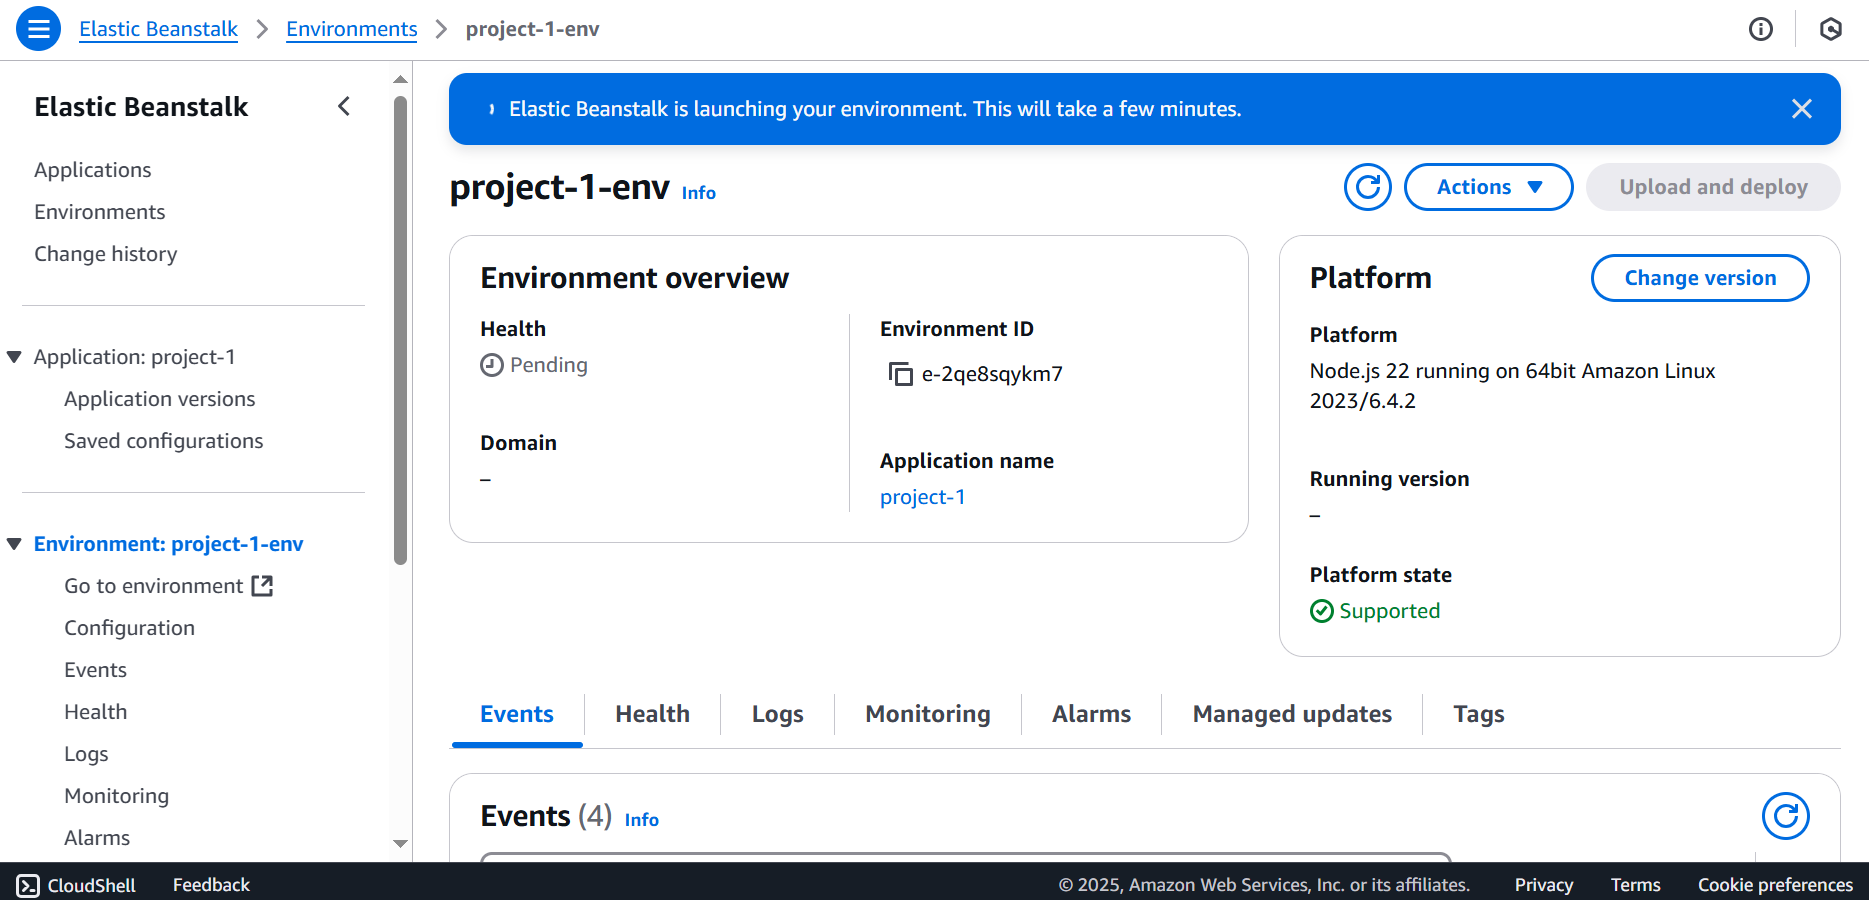 Elastic Beanstalk
Environments
project-1-env
Elastic Beanstalk
Applications
Environments
Change history
Application: project-1
Application versions
Saved configurations
Environment: project-1-env
Go to environment
Configuration
Events
Health
Logs
Monitoring
Alarms
Elastic Beanstalk is launching your environment. This will take a few minutes.
project-1-env Info
Actions
Upload and deploy
Environment overview
Health
Pending
Domain
–
Environment ID
e-2qe8sqykm7
Application name
project-1
Platform
Change version
Platform
Node.js 22 running on 64bit Amazon Linux
2023/6.4.2
Running version
–
Platform state
Supported
Events
Health
Logs
Monitoring
Alarms
Managed updates
Tags
Events (4) Info
CloudShell
Feedback
© 2025, Amazon Web Services, Inc. or its affiliates.
Privacy
Terms
Cookie preferences